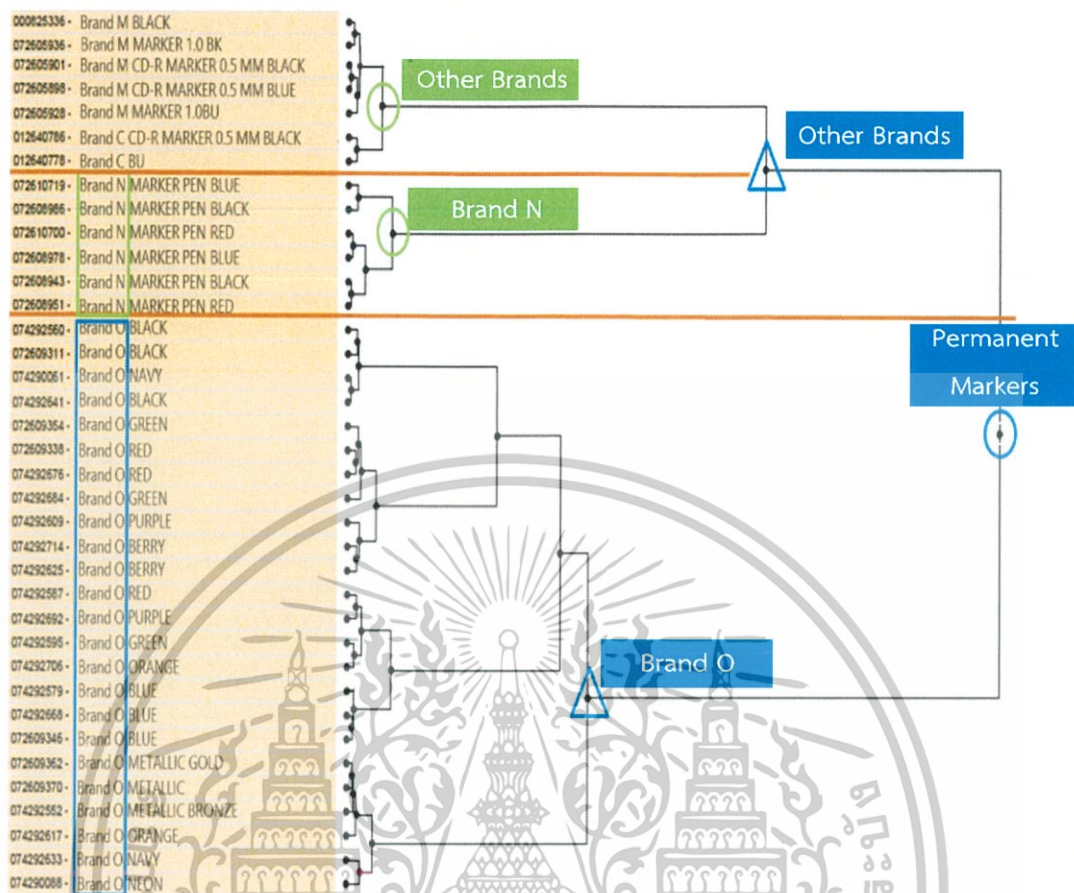 000825336 - Brand M BLACK
072605936 - Brand M MARKER 1.0 BK
072605901 - Brand M CD-R MARKER 0.5 MM BLACK
072605898 - Brand M CD-R MARKER 0.5 MM BLUE
072605928 - Brand M MARKER 1.0BU
012640786 - Brand C CD-R MARKER 0.5 MM BLACK
012640778 - Brand C BU
072610719 - Brand N MARKER PEN BLUE
072608986 - Brand N MARKER PEN BLACK
072610700 - Brand N MARKER PEN RED
072608978 - Brand N MARKER PEN BLUE
072608943 - Brand N MARKER PEN BLACK
072608951 - Brand N MARKER PEN RED
074292560 - Brand O BLACK
072609311 - Brand O BLACK
074290061 - Brand O NAVY
074292641 - Brand O BLACK
072609354 - Brand O GREEN
072609338 - Brand O RED
074292676 - Brand O RED
074292684 - Brand O GREEN
074292609 - Brand O PURPLE
074292714 - Brand O BERRY
074292625 - Brand O BERRY
074292587 - Brand O RED
074292692 - Brand O PURPLE
074292595 - Brand O GREEN
074292706 - Brand O ORANGE
074292579 - Brand O BLUE
074292668 - Brand O BLUE
072609346 - Brand O BLUE
072609362 - Brand O METALLIC GOLD
072609370 - Brand O METALLIC
074292552 - Brand O METALLIC BRONZE
074292617 - Brand O ORANGE
074292633 - Brand O NAVY
074290088 - Brand O NEON
Other Brands
Brand N
Other Brands
Permanent
Markers
Brand O